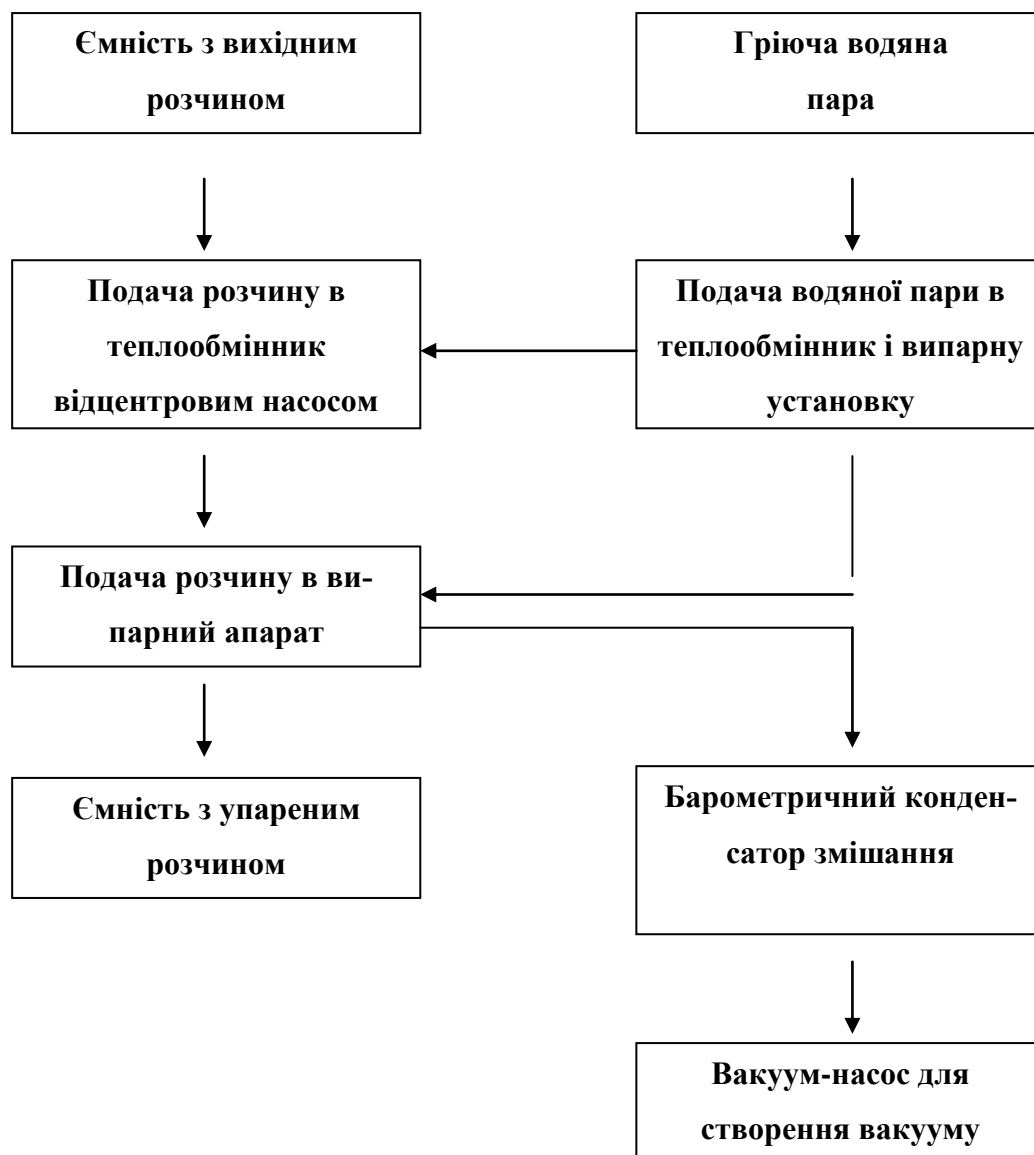 Ємність з вихідним
розчином
Гріюча водяна
пара
Подача розчину в
теплообмінник
відцентровим насосом
Подача водяної пари в
теплообмінник і випарну
установку
Подача розчину в ви-
парний апарат
Ємність з упареним
розчином
Барометричний конден-
сатор змішання
Вакуум-насос для
створення вакууму